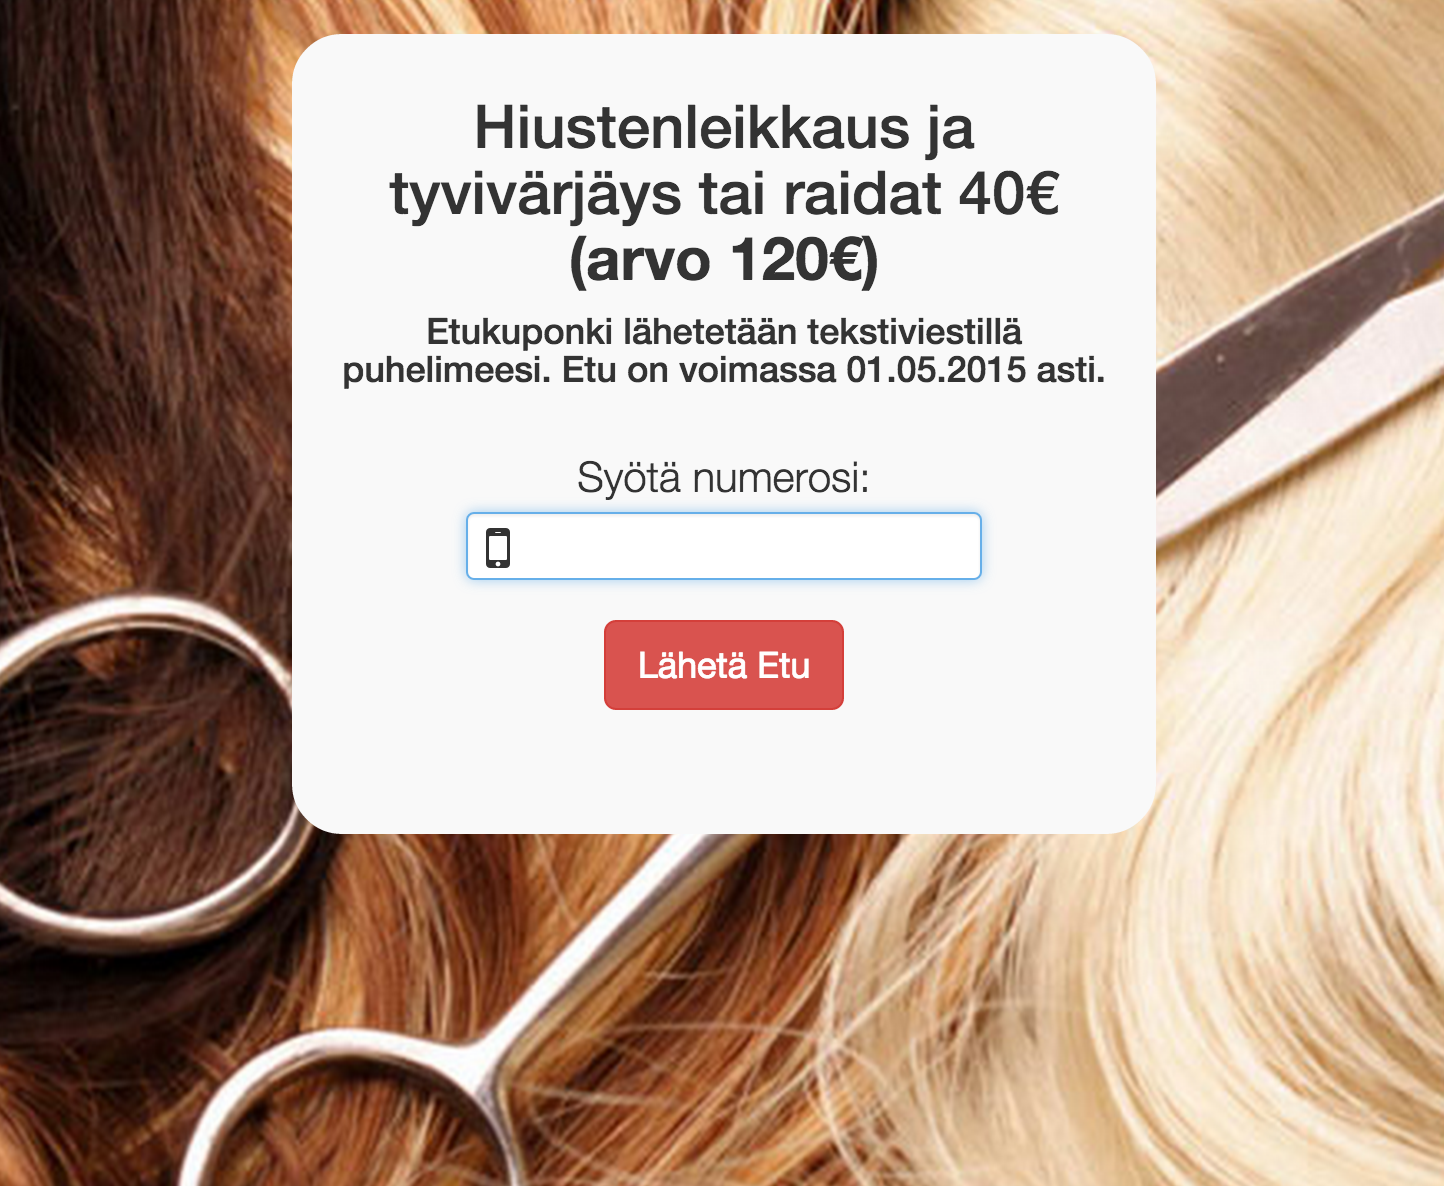 Hiustenleikkaus ja
tyvivärjäys tai raidat 40€
(arvo 120€)
Etukuponki lähetetään tekstiviestillä
puhelimeesi. Etu on voimassa 01.05.2015 asti.
Syötä numerosi:
Lähetä Etu